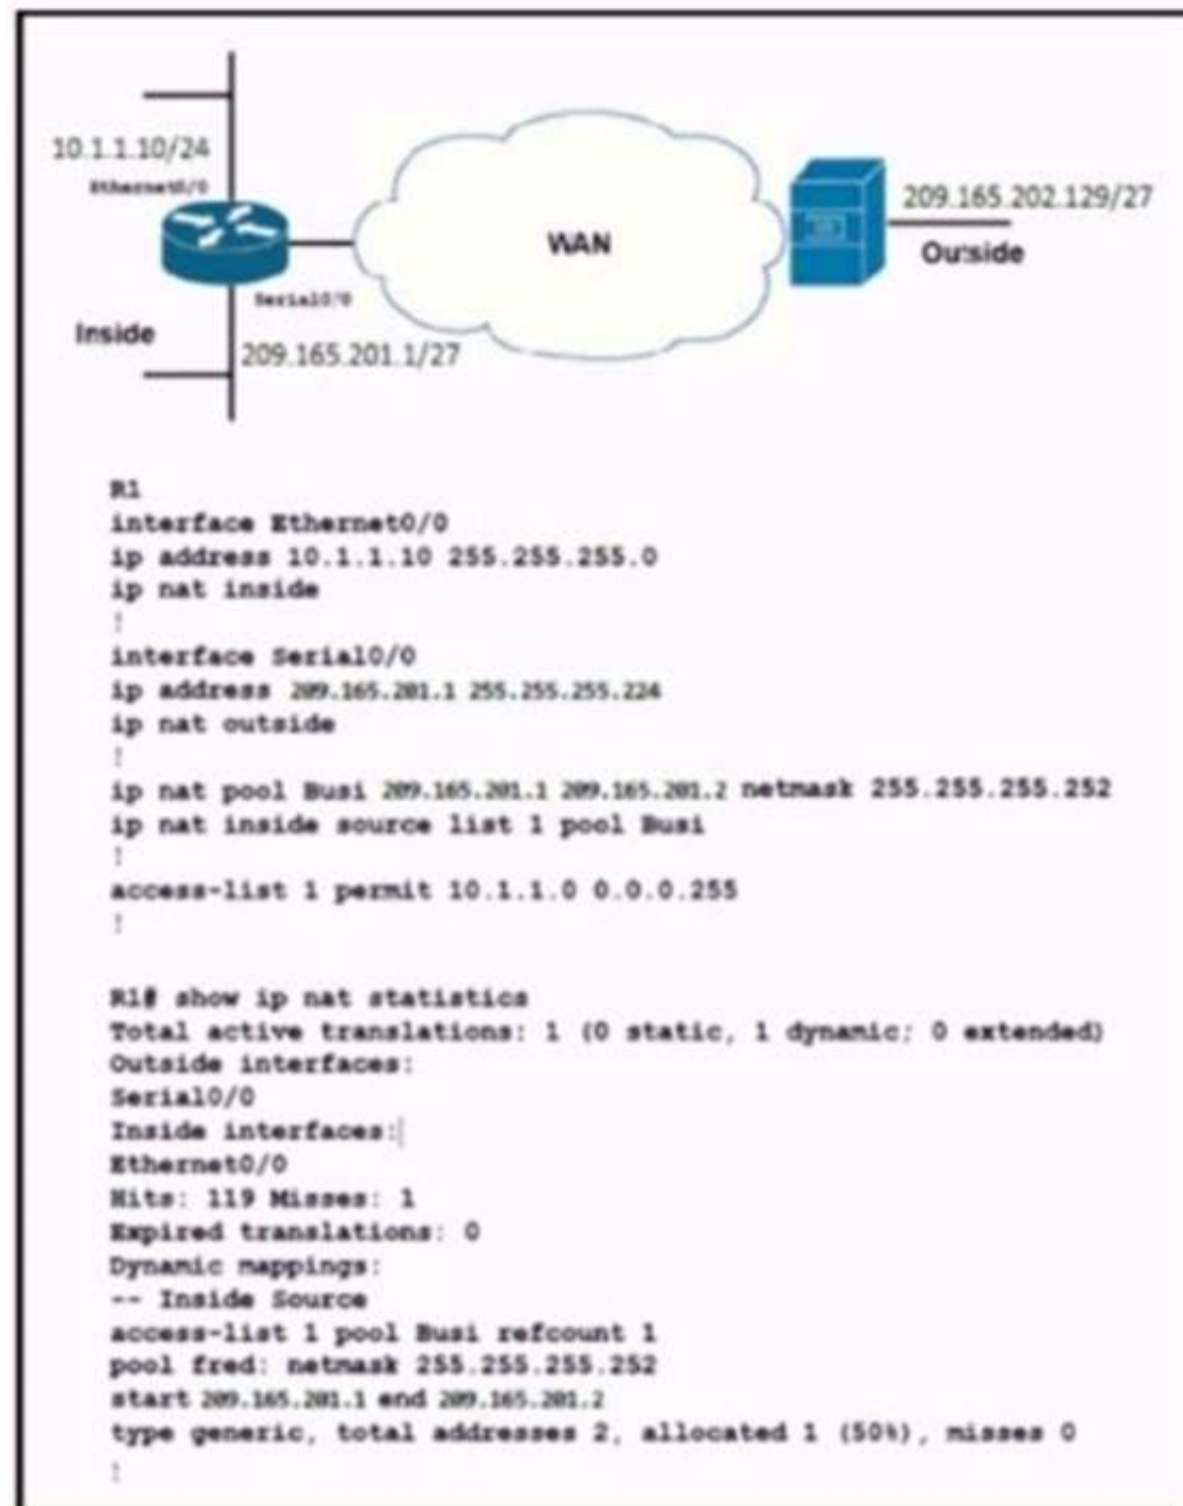 10.1.1.10/24
Ethernet0/0
209.165.202.129/27
WAN
Outside
Serial0/0
Inside
209.165.201.1/27
R1
interface Ethernet0/0
ip address 10.1.1.10 255.255.255.0
ip nat inside
!
interface Serial0/0
ip address 209.165.201.1 255.255.255.224
ip nat outside
!
ip nat pool Busi 209.165.201.1 209.165.201.2 netmask 255.255.255.252
ip nat inside source list 1 pool Busi
!
access-list 1 permit 10.1.1.0 0.0.0.255
!
R1# show ip nat statistics
Total active translations: 1 (0 static, 1 dynamic; 0 extended)
Outside interfaces:
Serial0/0
Inside interfaces:
Ethernet0/0
Hits: 119 Misses: 1
Expired translations: 0
Dynamic mappings:
-- Inside Source
access-list 1 pool Busi refcount 1
pool fred: netmask 255.255.255.252
start 209.165.201.1 end 209.165.201.2
type generic, total addresses 2, allocated 1 (50%), misses 0
!